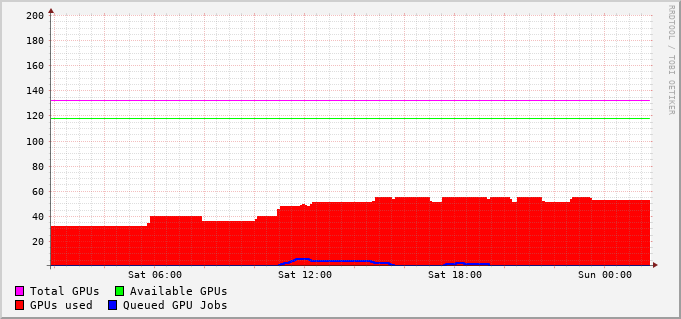 200
180
160
140
120
100
80
60
40
20
Sat 06:00 Sat 12:00 Sat 18:00 Sun 00:00
Total GPUs Available GPUs
GPUs used Queued GPU Jobs
RRDTOOL / TOBI OETIKER